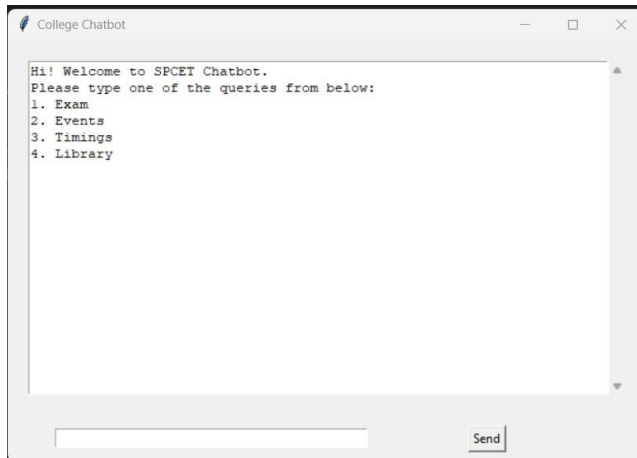 College Chatbot
Hi! Welcome to SPCET Chatbot.
Please type one of the queries from below:
1. Exam
2. Events
3. Timings
4. Library
Send